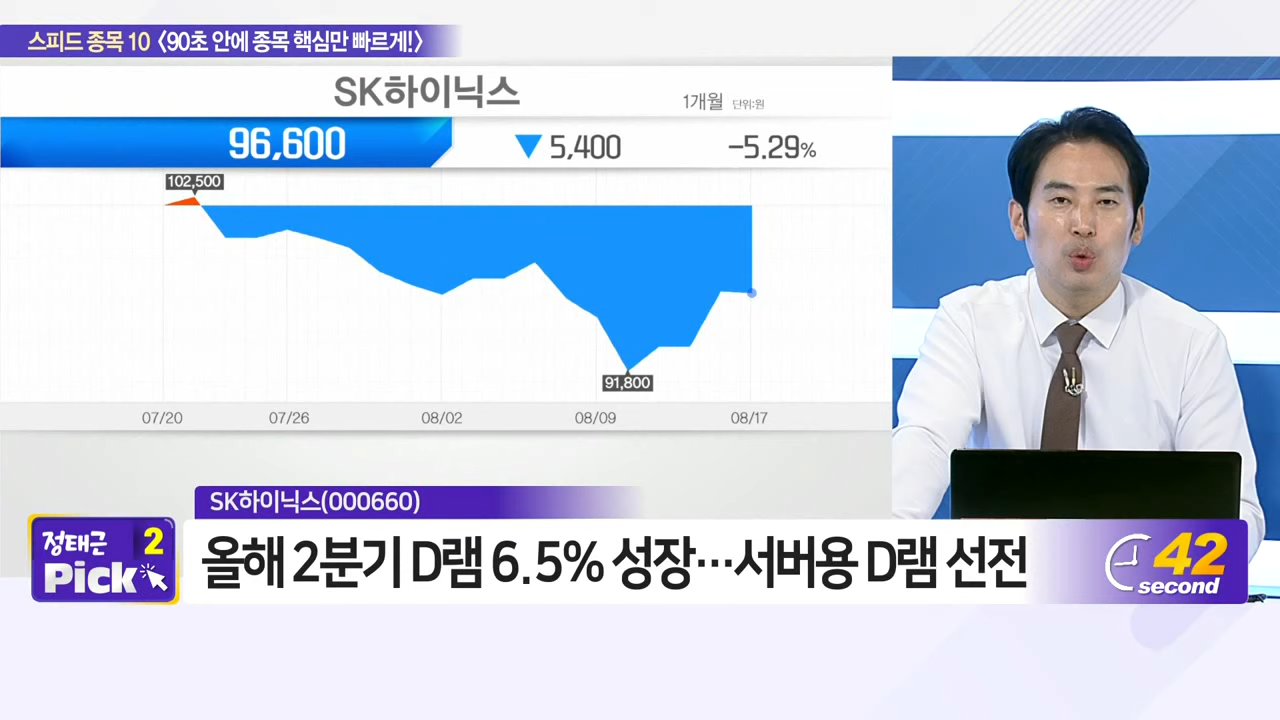 스피드 종목 10 〈90초 안에 종목 핵심만 빠르게!〉
SK하이닉스
1개월 단위:원
96,600 ▼5,400 -5.29%
102,500
91,800
07/20 07/26 08/02 08/09 08/17
SK하이닉스(000660)
정태근 2
Pick
올해 2분기 D램 6.5% 성장…서버용 D램 선전
42
second